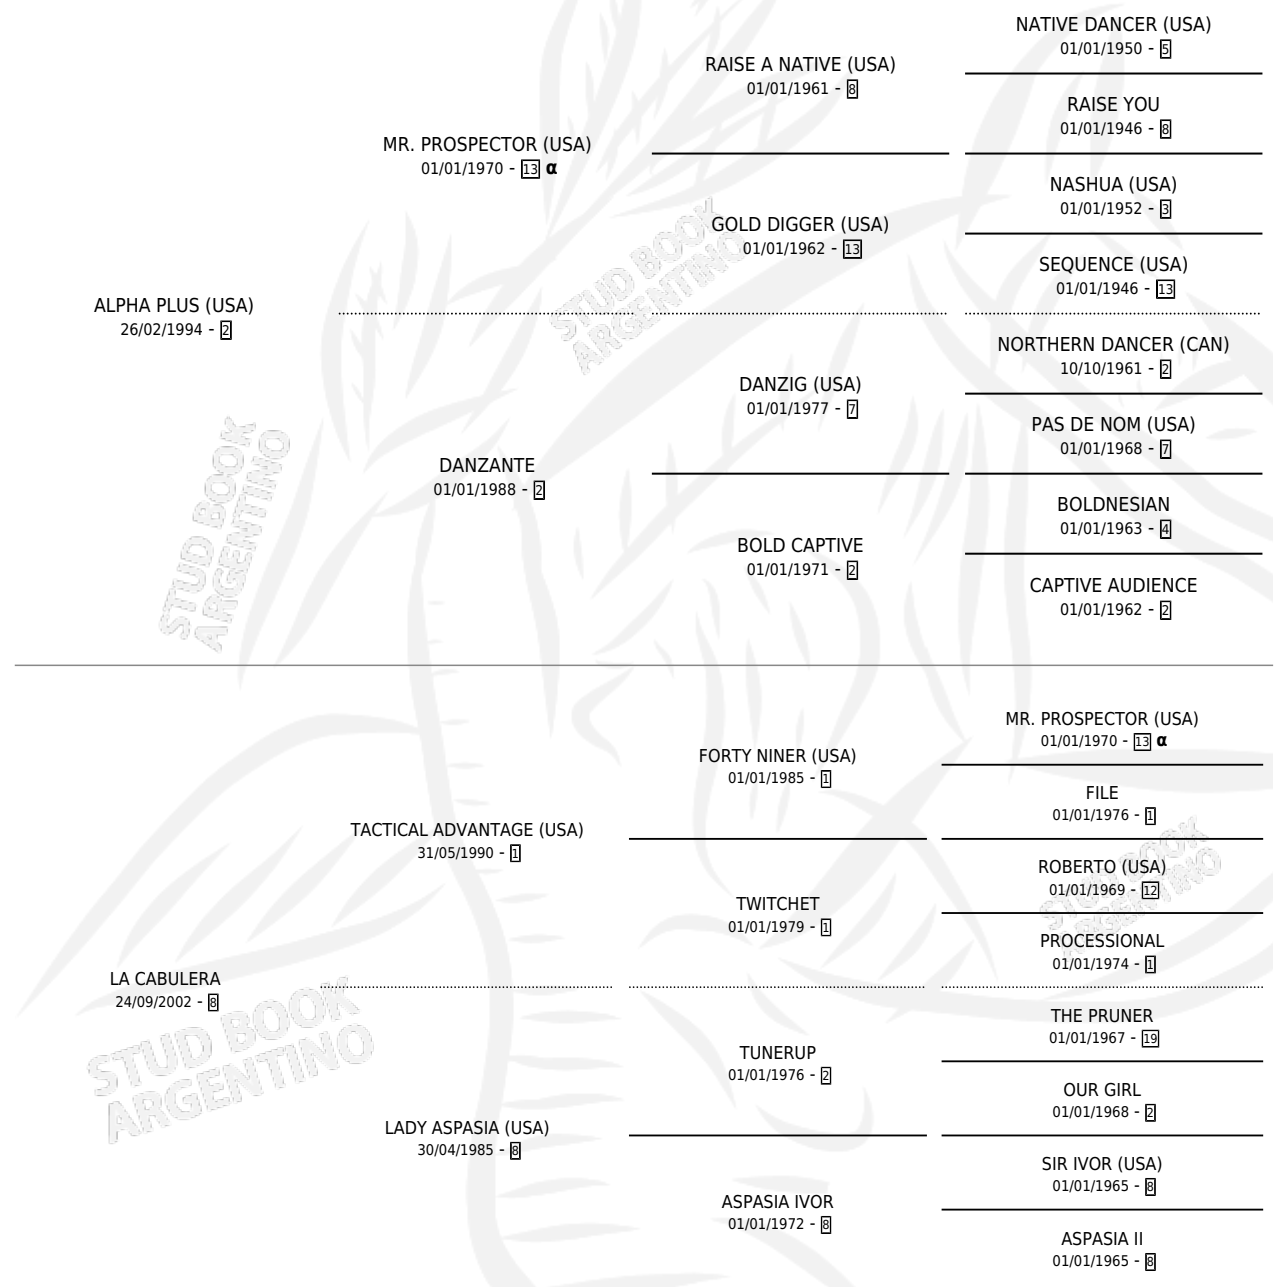 NATIVE DANCER (USA)
01/01/1950 - 5
RAISE A NATIVE (USA)
01/01/1961 - 8
RAISE YOU
01/01/1946 - 8
MR. PROSPECTOR (USA)
01/01/1970 - 13 α
NASHUA (USA)
01/01/1952 - 3
GOLD DIGGER (USA)
01/01/1962 - 13
SEQUENCE (USA)
01/01/1946 - 13
ALPHA PLUS (USA)
26/02/1994 - 2
STUD BOOK
ARGENTINO
NORTHERN DANCER (CAN)
10/10/1961 - 2
DANZIG (USA)
01/01/1977 - 7
PAS DE NOM (USA)
01/01/1968 - 7
DANZANTE
01/01/1988 - 2
BOLDNESIAN
01/01/1963 - 4
BOLD CAPTIVE
01/01/1971 - 2
CAPTIVE AUDIENCE
01/01/1962 - 2
STUD BOOK
ARGENTINO
MR. PROSPECTOR (USA)
01/01/1970 - 13 α
FORTY NINER (USA)
01/01/1985 - 1
FILE
01/01/1976 - 1
TACTICAL ADVANTAGE (USA)
31/05/1990 - 1
ROBERTO (USA)
01/01/1969 - 12
TWITCHET
01/01/1979 - 1
PROCESSIONAL
01/01/1974 - 1
STUD BOOK
ARGENTINO
LA CABULERA
24/09/2002 - 8
THE PRUNER
01/01/1967 - 19
TUNERUP
01/01/1976 - 2
OUR GIRL
01/01/1968 - 2
LADY ASPASIA (USA)
30/04/1985 - 8
SIR IVOR (USA)
01/01/1965 - 8
ASPASIA IVOR
01/01/1972 - 8
ASPASIA II
01/01/1965 - 8
STUD BOOK
ARGENTINO